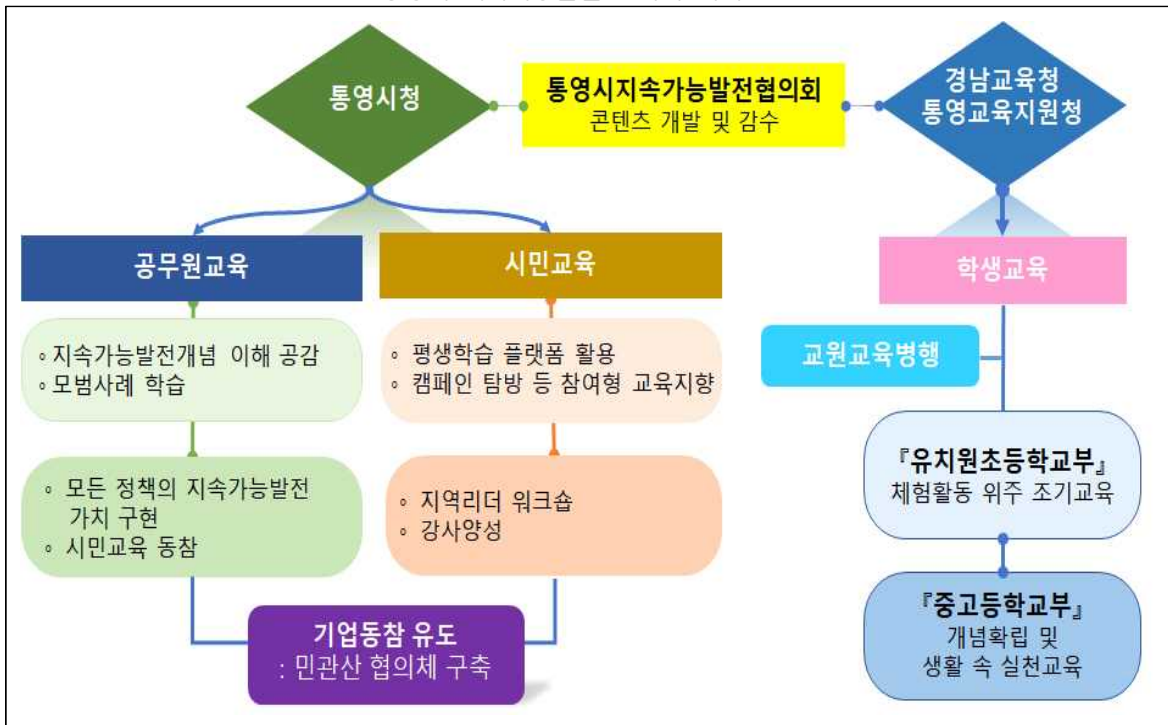 통영시청
통영시지속가능발전협의회
콘텐츠 개발 및 감수
경남교육청
통영교육지원청
공무원교육
시민교육
학생교육
∘지속가능발전개념 이해 공감
∘모범사례 학습
∘ 평생학습 플랫폼 활용
∘ 캠페인 탐방 등 참여형 교육지향
교원교육병행
∘ 모든 정책의 지속가능발전
가치 구현
∘ 시민교육 동참
∘ 지역리더 워크숍
∘ 강사양성
『유치원초등학교부』
체험활동 위주 조기교육
기업동참 유도
: 민관산 협의체 구축
『중고등학교부』
개념확립 및
생활 속 실천교육